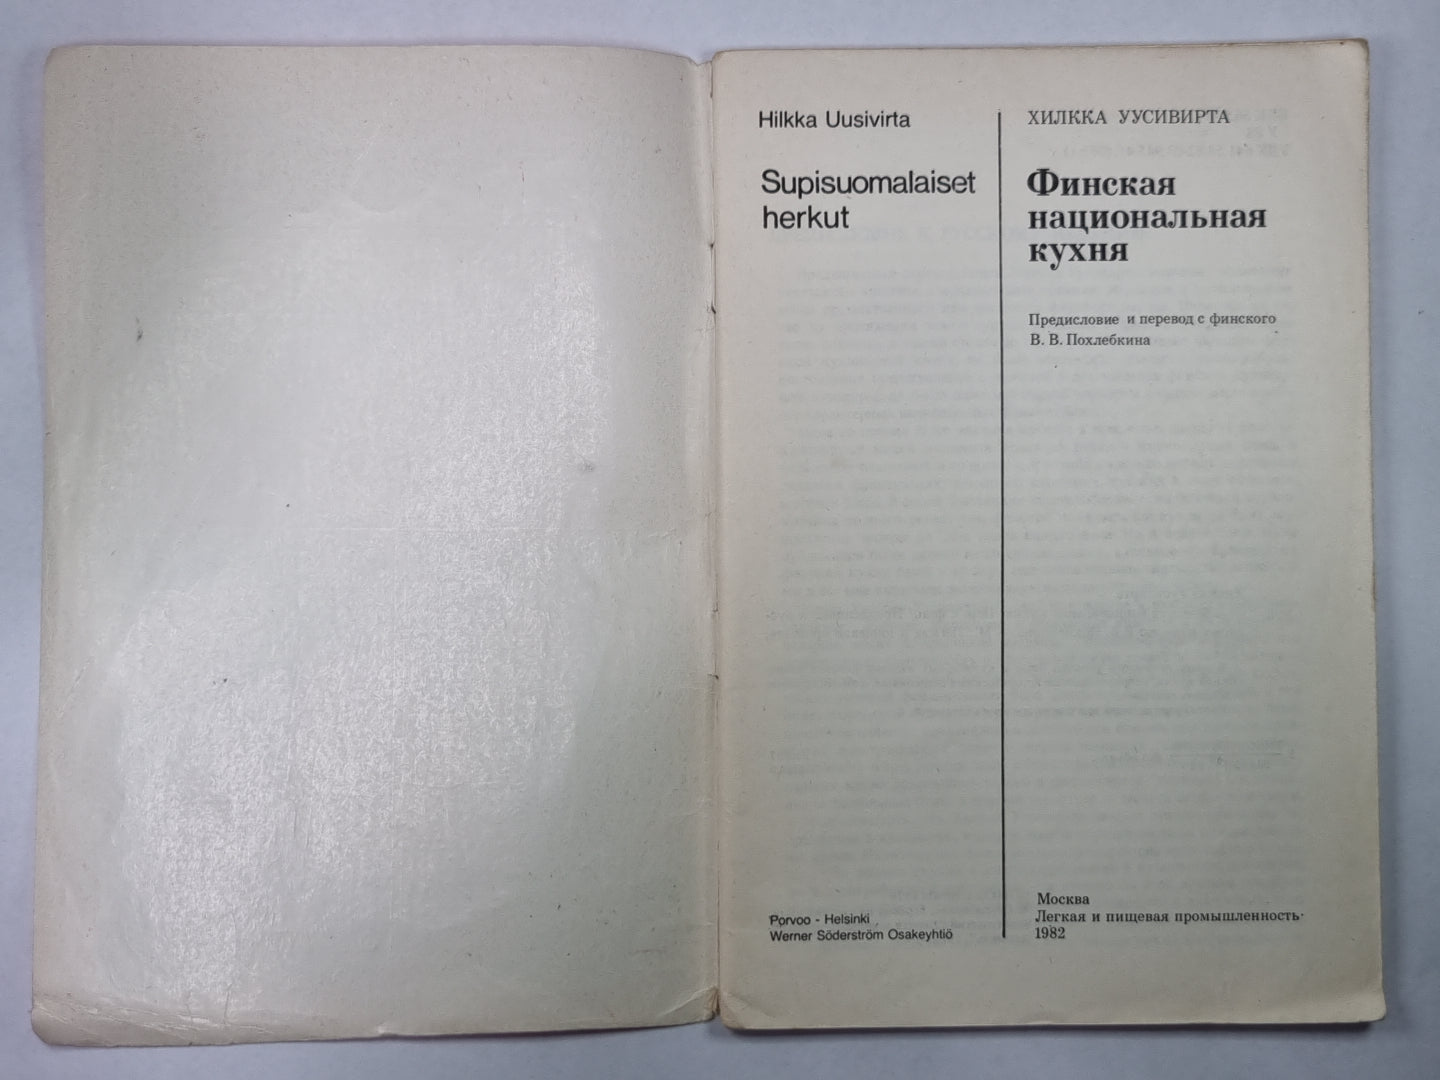 Hilkka Uusivirta
Supisuomalaiset
herkut
Porvoo - Helsinki
Werner Söderström Osakeyhtiö
ХИЛККА УУСИВИРТА
Финская
национальная
кухня
Предисловие и перевод с финского
В. В. Похлебкина
Москва
Легкая и пищевая промышленность
1982